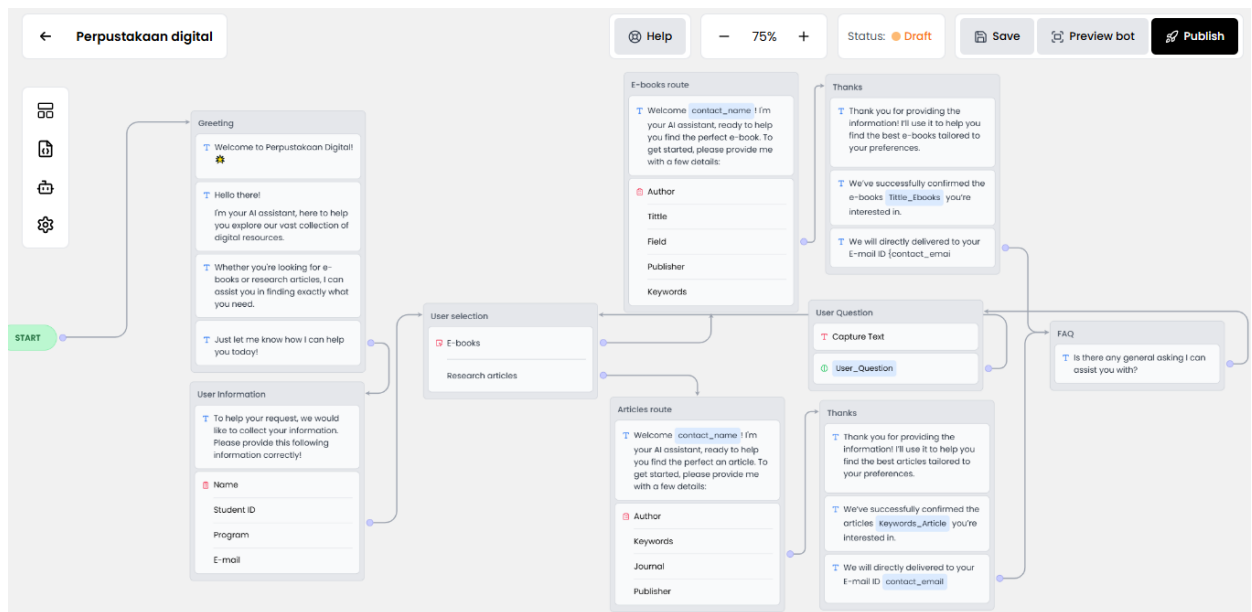 Perpustakaan digital
Help
75%
Status: Draft
Save
Preview bot
Publish
START
Greeting
Welcome to Perpustakaan Digital!
Hello there!
I'm your AI assistant, here to help
you explore our vast collection of
digital resources.
Whether you're looking for e-
books or research articles, I can
assist you in finding exactly what
you need.
Just let me know how I can help
you today!
User Information
To help your request, we would
like to collect your information.
Please provide this following
information correctly!
Name
Student ID
Program
E-mail
User selection
E-books
Research articles
E-books route
Welcome contact_name ! I'm
your AI assistant, ready to help
you find the perfect e-book. To
get started, please provide me
with a few details:
Author
Tittle
Field
Publisher
Keywords
Thanks
Thank you for providing the
information! I'll use it to help you
find the best e-books tailored to
your preferences.
We've successfully confirmed the
e-books Tittle_Ebooks you're
interested in.
We will directly delivered to your
E-mail ID {contact_emai
Articles route
Welcome contact_name ! I'm
your AI assistant, ready to help
you find the perfect an article. To
get started, please provide me
with a few details:
Author
Keywords
Journal
Publisher
Thanks
Thank you for providing the
information! I'll use it to help you
find the best articles tailored to
your preferences.
We've successfully confirmed the
articles Keywords_Article you're
interested in.
We will directly delivered to your
E-mail ID contact_email
User Question
Capture Text
User_Question
FAQ
Is there any general asking I can
assist you with?